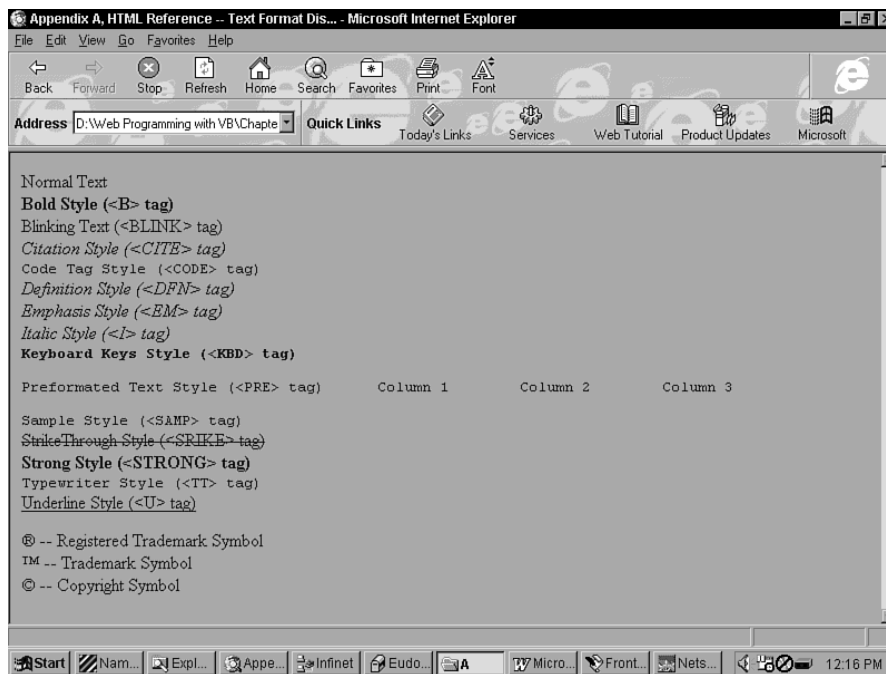 Appendix A, HTML Reference -- Text Format Dis... - Microsoft Internet Explorer
File Edit View Go Favorites Help
Back Forward Stop Refresh Home Search Favorites Print Font
Address D:\Web Programming with VB\Chapte Quick Links Today's Links Services Web Tutorial Product Updates Microsoft
Normal Text
Bold Style (<B> tag)
Blinking Text (<BLINK> tag)
Citation Style (<CITE> tag)
Code Tag Style (<CODE> tag)
Definition Style (<DFN> tag)
Emphasis Style (<EM> tag)
Italic Style (<I> tag)
Keyboard Keys Style (<KBD> tag)
Preformated Text Style (<PRE> tag) Column 1 Column 2 Column 3
Sample Style (<SAMP> tag)
StrikeThrough Style (<SRIKE> tag)
Strong Style (<STRONG> tag)
Typewriter Style (<TT> tag)
Underline Style (<U> tag)
® -- Registered Trademark Symbol
™ -- Trademark Symbol
© -- Copyright Symbol
Start Nam... Expl... Appe... Infinet Eudo... A Micro... Front... Nets... 12:16 PM